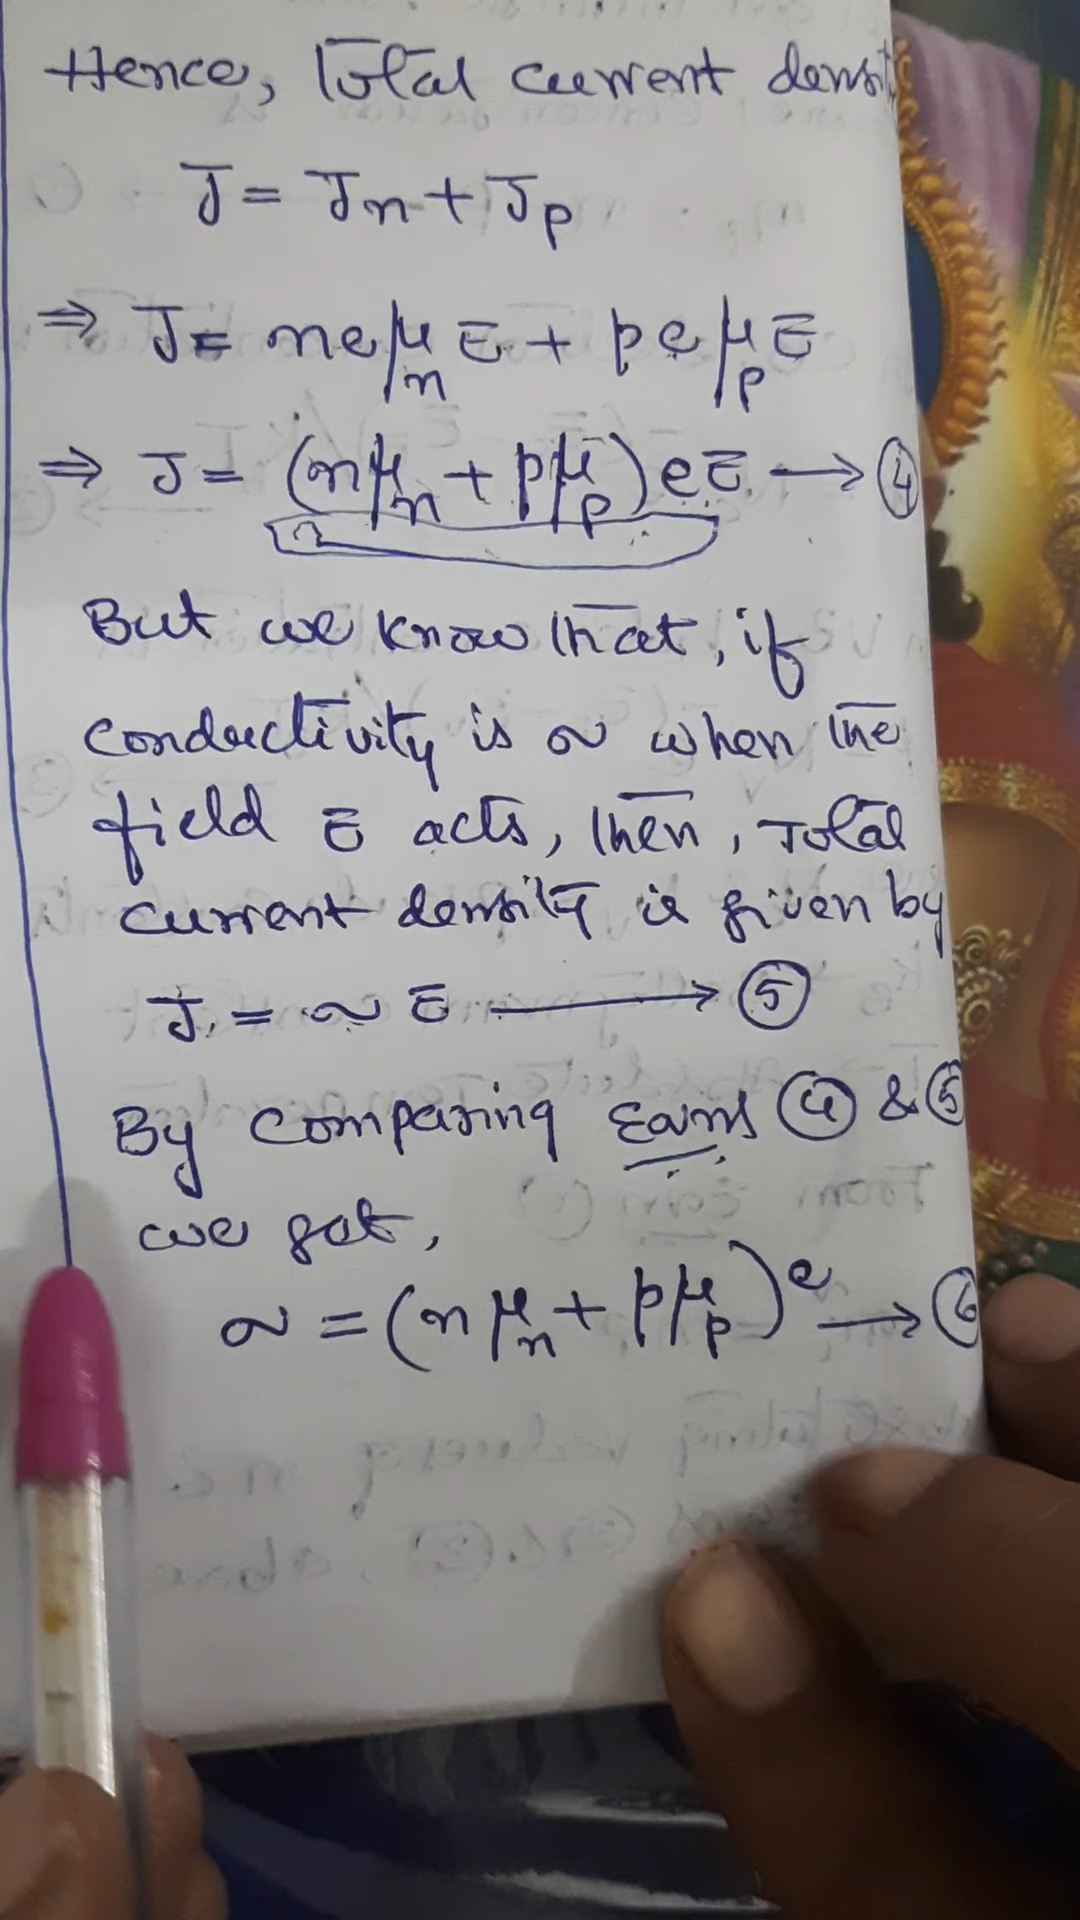 Hence, Total current density
J = Jn + Jp
⇒ J = neμn E + peμp E
⇒ J = (nμn + pμp) eE → ④
But we know that, if
conductivity is σ when the
field E acts, then, Total
current density is given by
J = σ E → ⑤
By comparing Eqns ④ & ⑤
we get,
σ = (nμn + pμp)e → ⑥